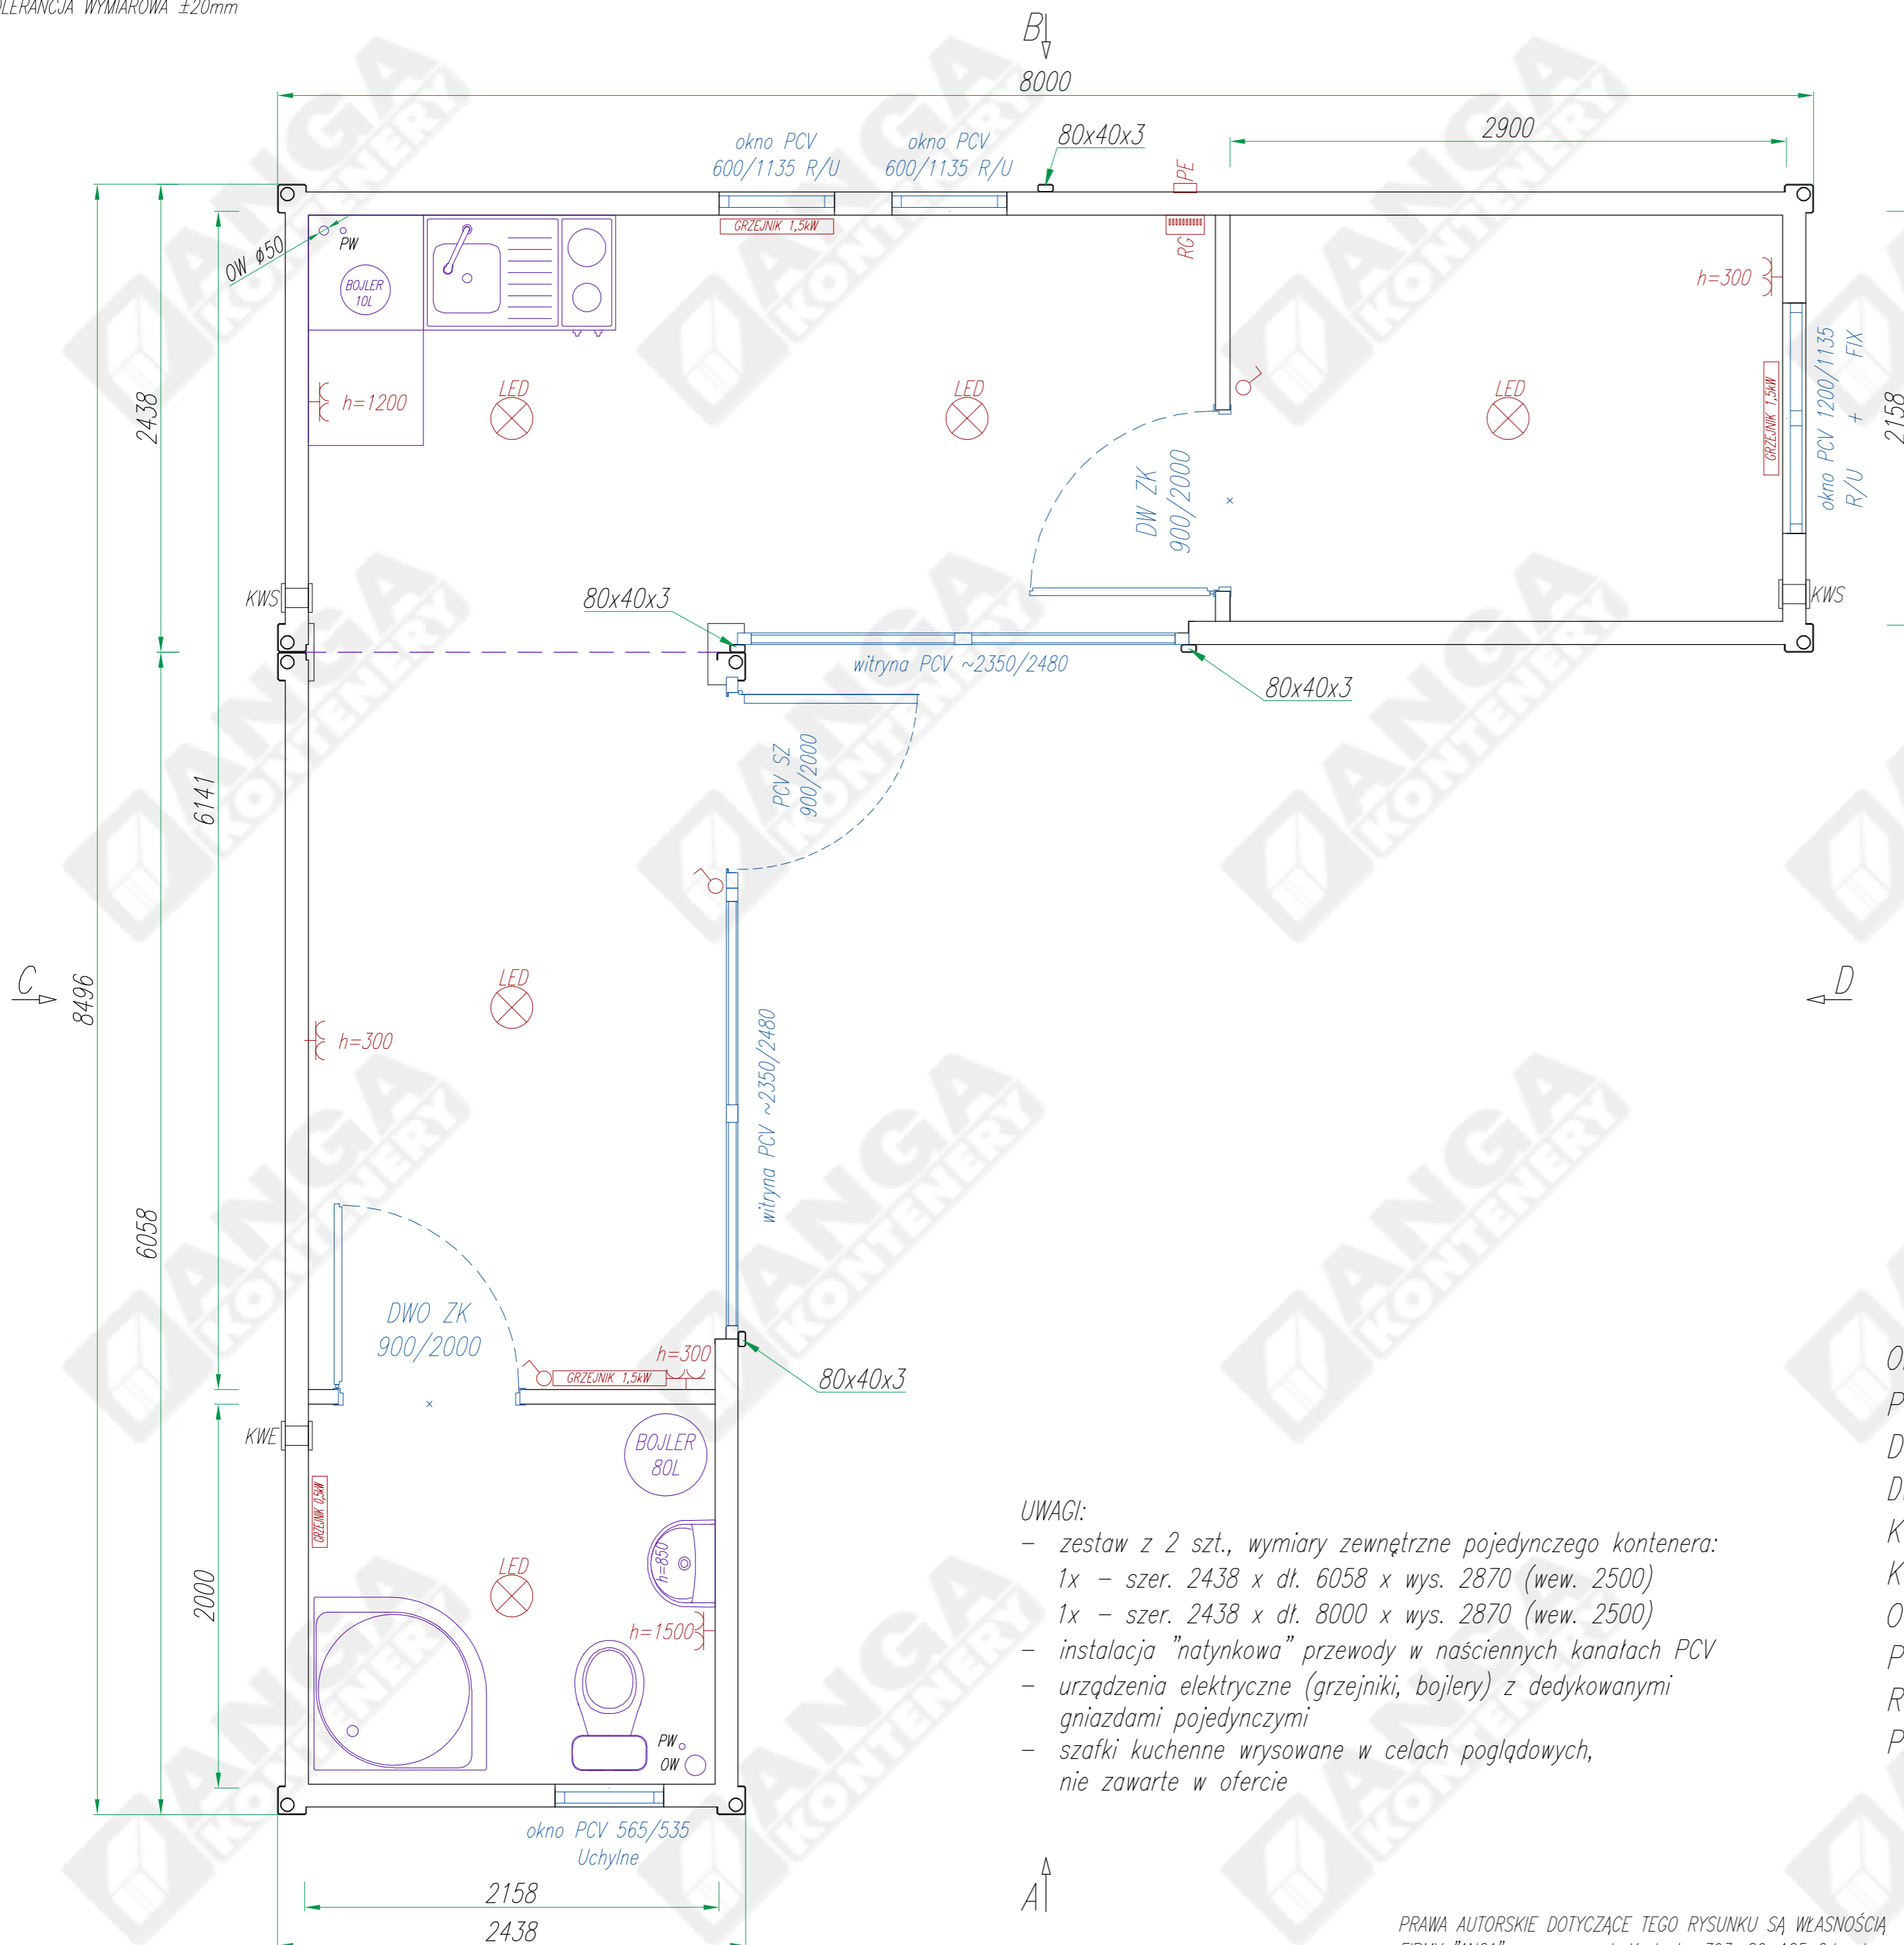 TOLERANCJA WYMIAROWA ±20mm
B
8000
2900
okno PCV
600/1135 R/U
okno PCV
600/1135 R/U
80x40x3
PE
GRZEJNIK 1,5kW
RG
OW ø50
PW
BOJLER
10L
h=300
okno PCV 1200/1135
R/U + FIX
GRZEJNIK 1,5kW
2158
2438
h=1200
LED
LED
LED
DW ZK
900/2000
KWS
80x40x3
KWS
witryna PCV ~2350/2480
80x40x3
6141
PCV SZ
900/2000
C
8496
D
LED
h=300
witryna PCV ~2350/2480
6058
DWO ZK
900/2000
h=300
GRZEJNIK 1,5kW
80x40x3
KWE
BOJLER
80L
GRZEJNIK 0,5kW
h=850
LED
2000
h=1500
PW
OW
okno PCV 565/535
Uchylne
2158
2438
A
UWAGI:
- zestaw z 2 szt., wymiary zewnętrzne pojedynczego kontenera:
1x - szer. 2438 x dł. 6058 x wys. 2870 (wew. 2500)
1x - szer. 2438 x dł. 8000 x wys. 2870 (wew. 2500)
- instalacja "natynkowa" przewody w naściennych kanałach PCV
- urządzenia elektryczne (grzejniki, bojlery) z dedykowanymi
gniazdami pojedynczymi
- szafki kuchenne wrysowane w celach poglądowych,
nie zawarte w ofercie
PRAWA AUTORSKIE DOTYCZĄCE TEGO RYSUNKU SĄ WŁASNOŚCIĄ
ANGA
KONTENERY